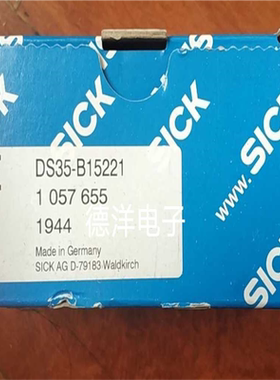 SICK
SICK
SICK
DS35-B15221
1 057 655
德洋电子
1944
Made in Germany
SICK AG D-79183 Waldkirch